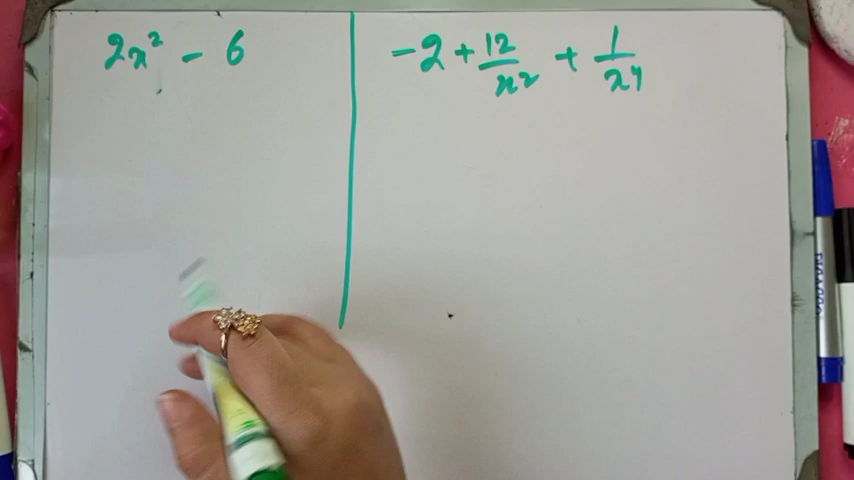 2x² - 6
-2 + 12/x² + 1/x⁴